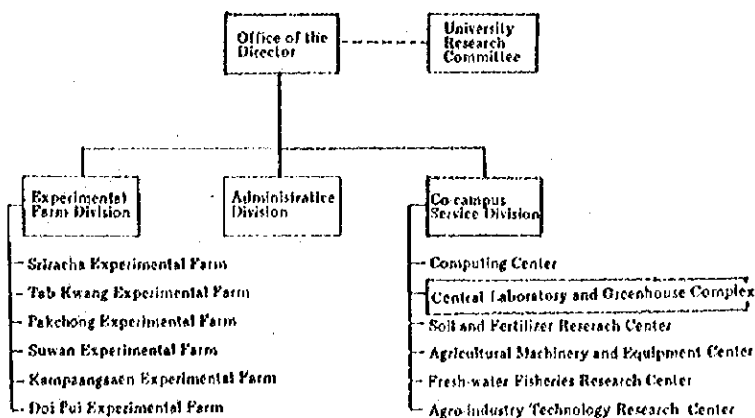 Office of the
Director
University
Research
Committee
Experimental
Farm Division
Administrative
Division
Co-campus
Service Division
Sriracha Experimental Farm
Tab Kwang Experimental Farm
Pakchong Experimental Farm
Suwan Experimental Farm
Kampaangsaen Experimental Farm
Doi Pui Experimental Farm
Computing Center
Central Laboratory and Greenhouse Complex
Soil and Fertilizer Reserach Center
Agricultural Machinery and Equipment Center
Fresh-water Fisheries Research Center
Agro-Industry Technology Research Center